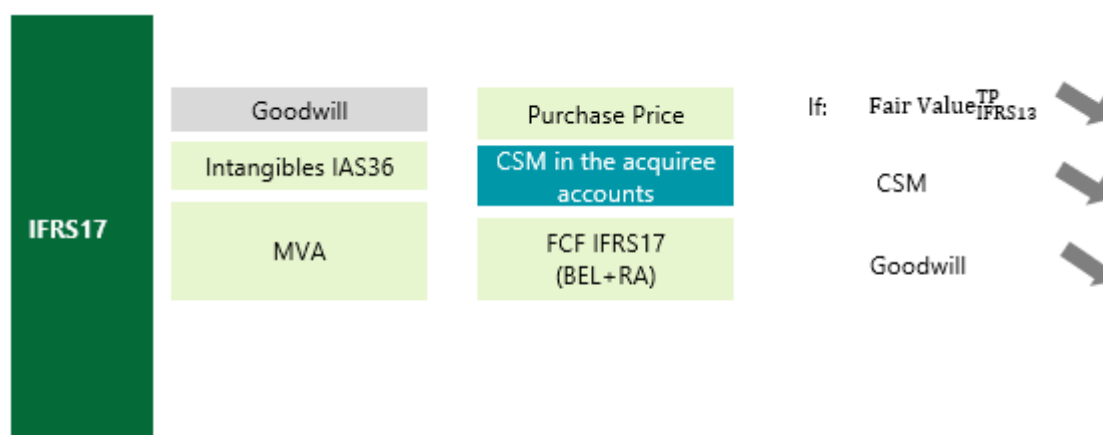 IFRS17
Goodwill
Intangibles IAS36
MVA
Purchase Price
CSM in the acquiree
accounts
FCF IFRS17
(BEL+RA)
If: Fair Value TP IFRS13
CSM
Goodwill